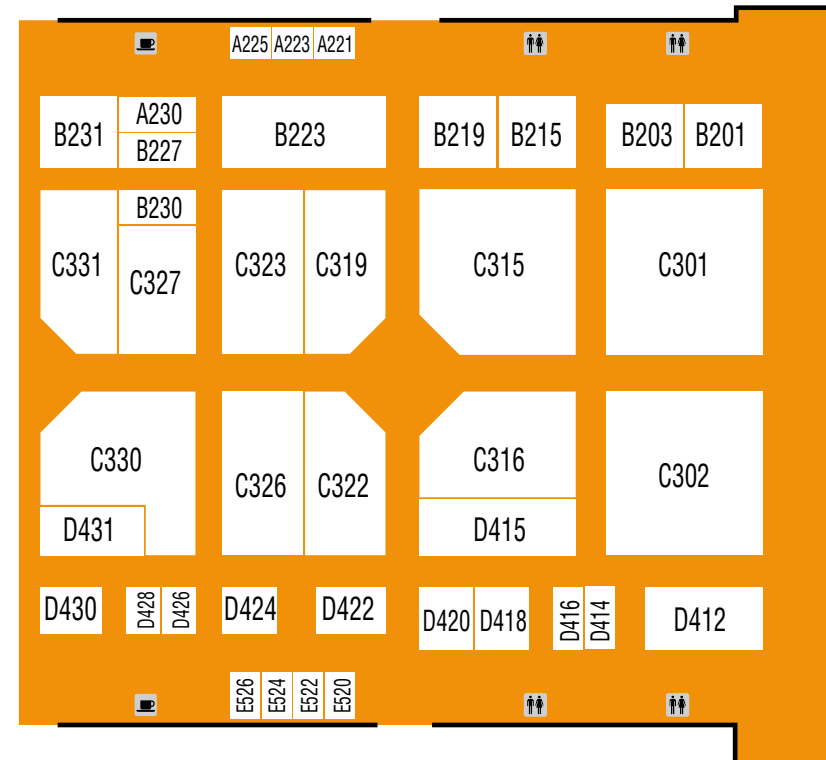 A225 A223 A221
B231 A230 B223 B219 B215 B203 B201
B227
B230
C331 C327 C323 C319 C315 C301
C330 C326 C322 C316 C302
D431 D415
D430 D428 D426 D424 D422 D420 D418 D416 D414 D412
E526 E524 E522 E520